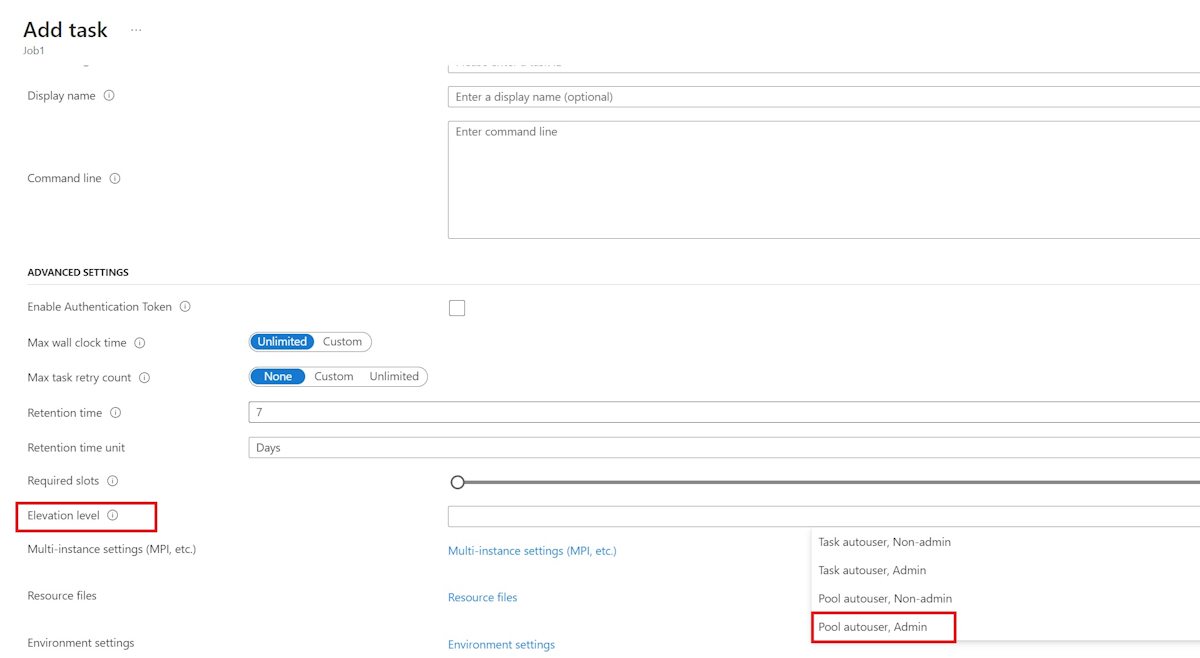 Add task ...
Job1
Display name
Enter a display name (optional)
Command line
Enter command line
ADVANCED SETTINGS
Enable Authentication Token
Max wall clock time
Unlimited Custom
Max task retry count
None Custom Unlimited
Retention time
7
Retention time unit
Days
Required slots
Elevation level
Task autouser, Non-admin
Task autouser, Admin
Pool autouser, Non-admin
Pool autouser, Admin
Multi-instance settings (MPI, etc.)
Multi-instance settings (MPI, etc.)
Resource files
Resource files
Environment settings
Environment settings